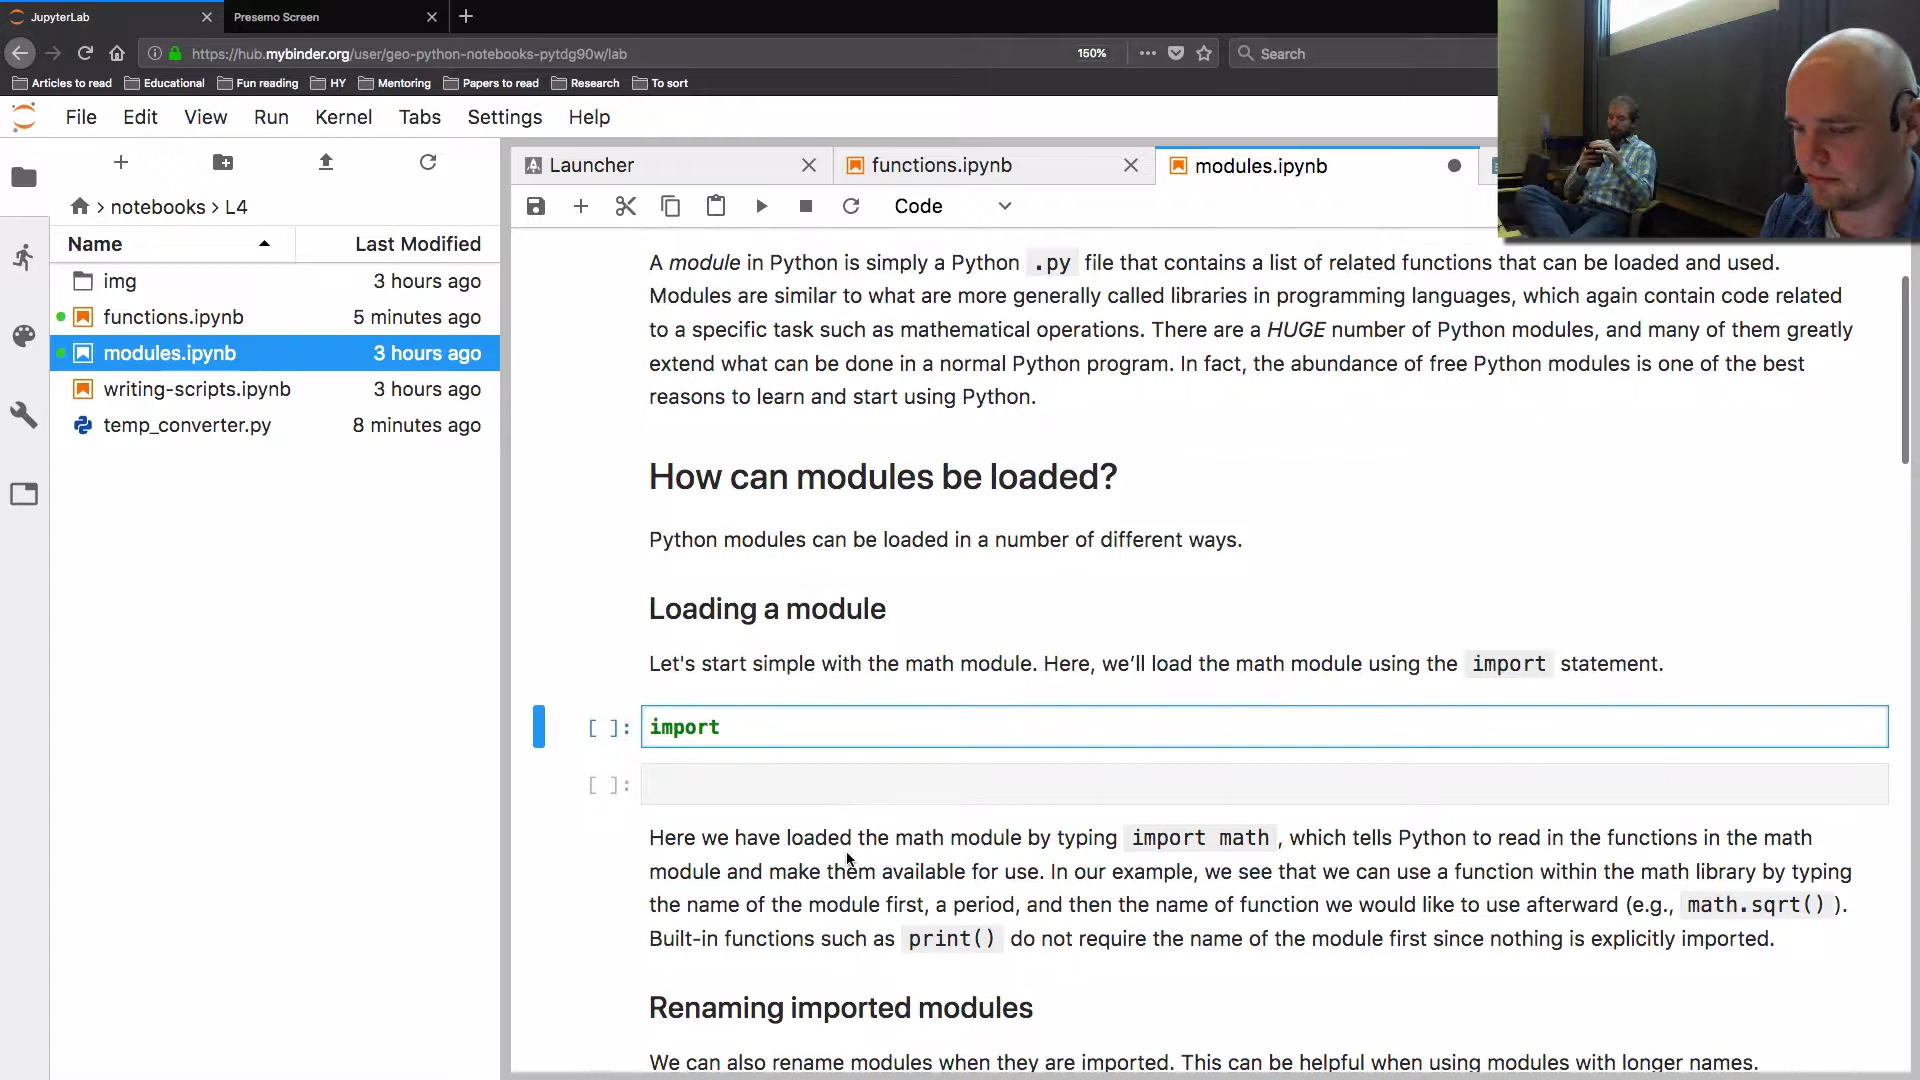 JupyterLab
Presemo Screen
https://hub.mybinder.org/user/geo-python-notebooks-pytdg90w/lab
150%
Search
Articles to read
Educational
Fun reading
HY
Mentoring
Papers to read
Research
To sort
File Edit View Run Kernel Tabs Settings Help
Launcher
functions.ipynb
modules.ipynb
Code
notebooks > L4
Name Last Modified
img 3 hours ago
functions.ipynb 5 minutes ago
modules.ipynb 3 hours ago
writing-scripts.ipynb 3 hours ago
temp_converter.py 8 minutes ago
A module in Python is simply a Python .py file that contains a list of related functions that can be loaded and used.
Modules are similar to what are more generally called libraries in programming languages, which again contain code related
to a specific task such as mathematical operations. There are a HUGE number of Python modules, and many of them greatly
extend what can be done in a normal Python program. In fact, the abundance of free Python modules is one of the best
reasons to learn and start using Python.
How can modules be loaded?
Python modules can be loaded in a number of different ways.
Loading a module
Let's start simple with the math module. Here, we’ll load the math module using the import statement.
[ ]: import
[ ]:
Here we have loaded the math module by typing import math, which tells Python to read in the functions in the math
module and make them available for use. In our example, we see that we can use a function within the math library by typing
the name of the module first, a period, and then the name of function we would like to use afterward (e.g., math.sqrt()).
Built-in functions such as print() do not require the name of the module first since nothing is explicitly imported.
Renaming imported modules
We can also rename modules when they are imported. This can be helpful when using modules with longer names.